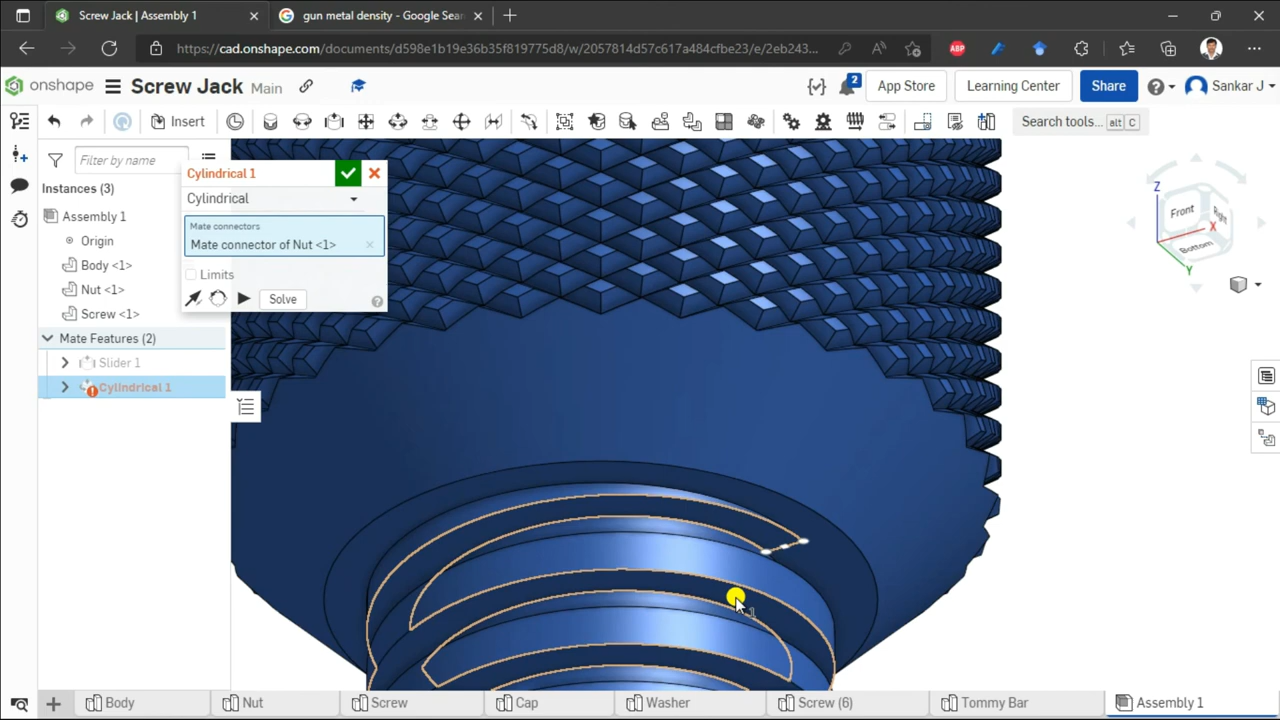 Screw Jack | Assembly 1
gun metal density - Google Sear
https://cad.onshape.com/documents/d598e1b19e36b35f819775d8/w/2057814d57c617a484cfbe23/e/2eb243...
ABP
onshape
Screw Jack Main
2
App Store
Learning Center
Share
Sankar J
Insert
Search tools... alt C
Filter by name
Instances (3)
Assembly 1
Origin
Body <1>
Nut <1>
Screw <1>
Mate Features (2)
Slider 1
Cylindrical 1
Cylindrical 1
Cylindrical
Mate connectors
Mate connector of Nut <1>
Limits
Solve
Z
Front
Right
X
Bottom
Y
Body
Nut
Screw
Cap
Washer
Screw (6)
Tommy Bar
Assembly 1